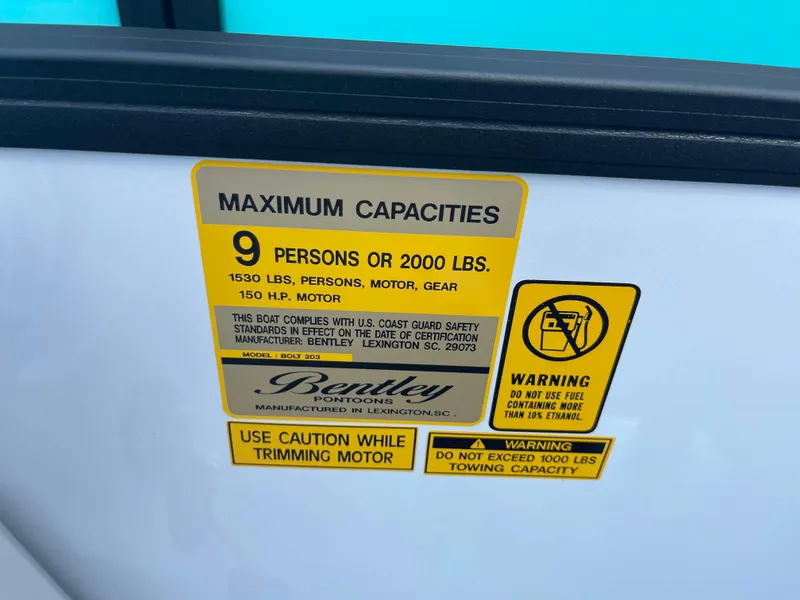 MAXIMUM CAPACITIES
9 PERSONS OR 2000 LBS.
1530 LBS, PERSONS, MOTOR, GEAR
150 H.P. MOTOR
THIS BOAT COMPLIES WITH U.S. COAST GUARD SAFETY
STANDARDS IN EFFECT ON THE DATE OF CERTIFICATION
MANUFACTURER: BENTLEY LEXINGTON SC. 29073
MODEL : BOLT 203
Bentley
PONTOONS
MANUFACTURED IN LEXINGTON,SC.
WARNING
DO NOT USE FUEL
CONTAINING MORE
THAN 10% ETHANOL.
USE CAUTION WHILE
TRIMMING MOTOR
WARNING
DO NOT EXCEED 1000 LBS
TOWING CAPACITY